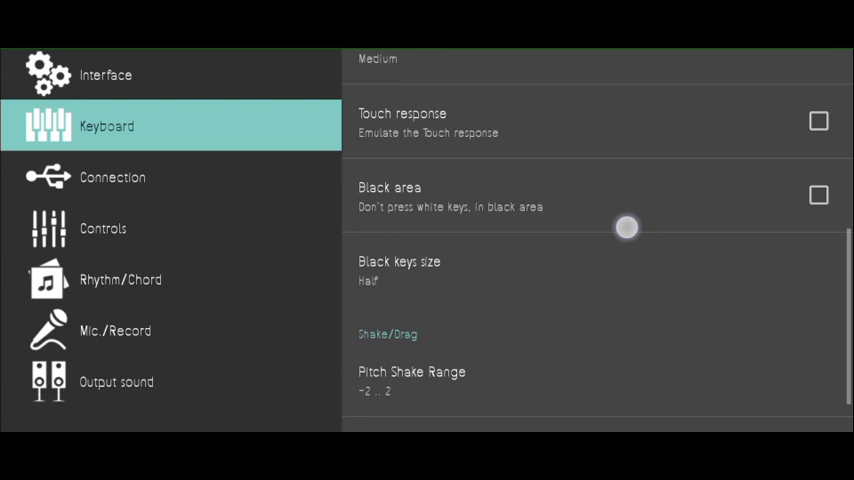 Interface
Keyboard
Connection
Controls
Rhythm/Chord
Mic./Record
Output sound
Medium
Touch response
Emulate the Touch response
Black area
Don't press white keys, in black area
Black keys size
Half
Shake/Drag
Pitch Shake Range
-2 .. 2